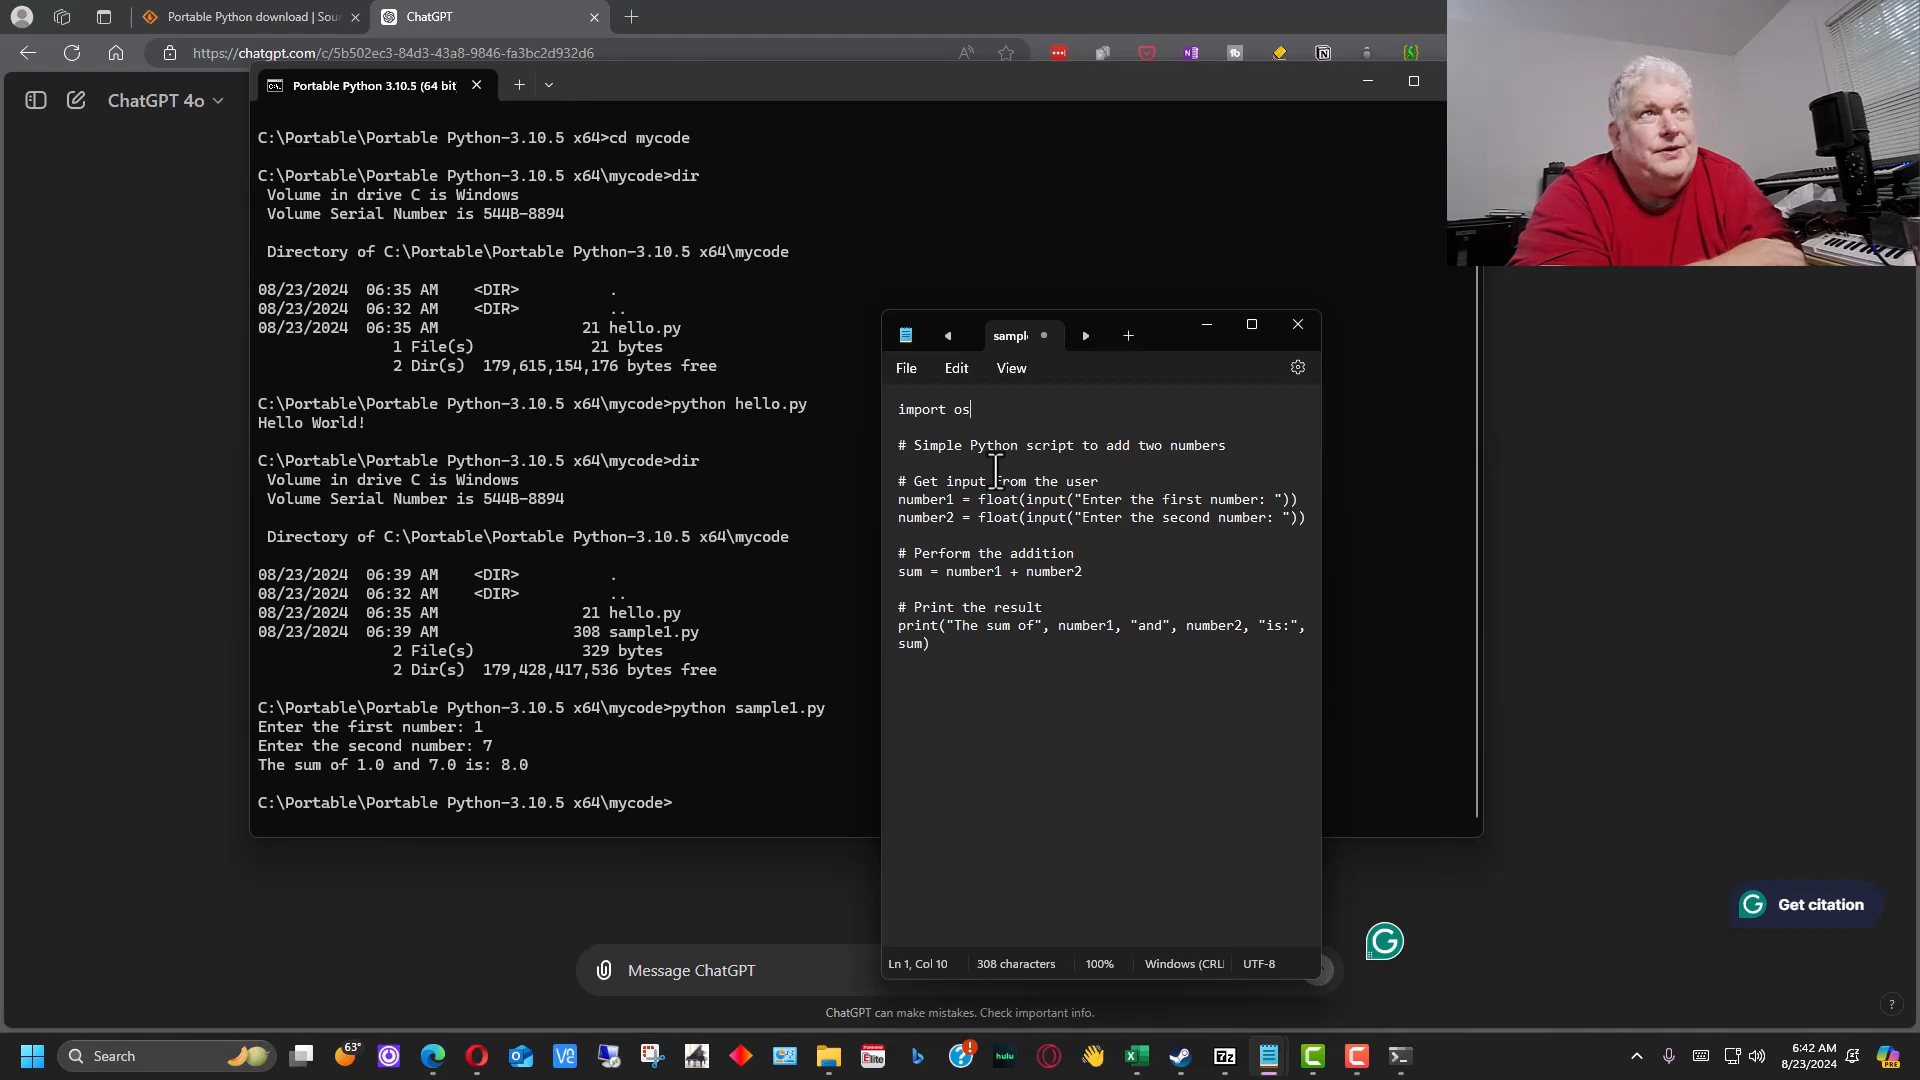 Portable Python download | Sour
ChatGPT
https://chatgpt.com/c/5b502ec3-84d3-43a8-9846-fa3bc2d932d6
ChatGPT 4o
Portable Python 3.10.5 (64 bit
C:\Portable\Portable Python-3.10.5 x64>cd mycode
C:\Portable\Portable Python-3.10.5 x64\mycode>dir
Volume in drive C is Windows
Volume Serial Number is 544B-8894
Directory of C:\Portable\Portable Python-3.10.5 x64\mycode
08/23/2024 06:35 AM <DIR> .
08/23/2024 06:32 AM <DIR> ..
08/23/2024 06:35 AM 21 hello.py
1 File(s) 21 bytes
2 Dir(s) 179,615,154,176 bytes free
C:\Portable\Portable Python-3.10.5 x64\mycode>python hello.py
Hello World!
C:\Portable\Portable Python-3.10.5 x64\mycode>dir
Volume in drive C is Windows
Volume Serial Number is 544B-8894
Directory of C:\Portable\Portable Python-3.10.5 x64\mycode
08/23/2024 06:39 AM <DIR> .
08/23/2024 06:32 AM <DIR> ..
08/23/2024 06:35 AM 21 hello.py
08/23/2024 06:39 AM 308 sample1.py
2 File(s) 329 bytes
2 Dir(s) 179,428,417,536 bytes free
C:\Portable\Portable Python-3.10.5 x64\mycode>python sample1.py
Enter the first number: 1
Enter the second number: 7
The sum of 1.0 and 7.0 is: 8.0
C:\Portable\Portable Python-3.10.5 x64\mycode>
sampl
File Edit View
import os
# Simple Python script to add two numbers
# Get input from the user
number1 = float(input("Enter the first number: "))
number2 = float(input("Enter the second number: "))
# Perform the addition
sum = number1 + number2
# Print the result
print("The sum of", number1, "and", number2, "is:",
sum)
Ln 1, Col 10 308 characters 100% Windows (CRL UTF-8
Get citation
Message ChatGPT
ChatGPT can make mistakes. Check important info.
?
Search
63°
hulu
7z
6:42 AM
8/23/2024